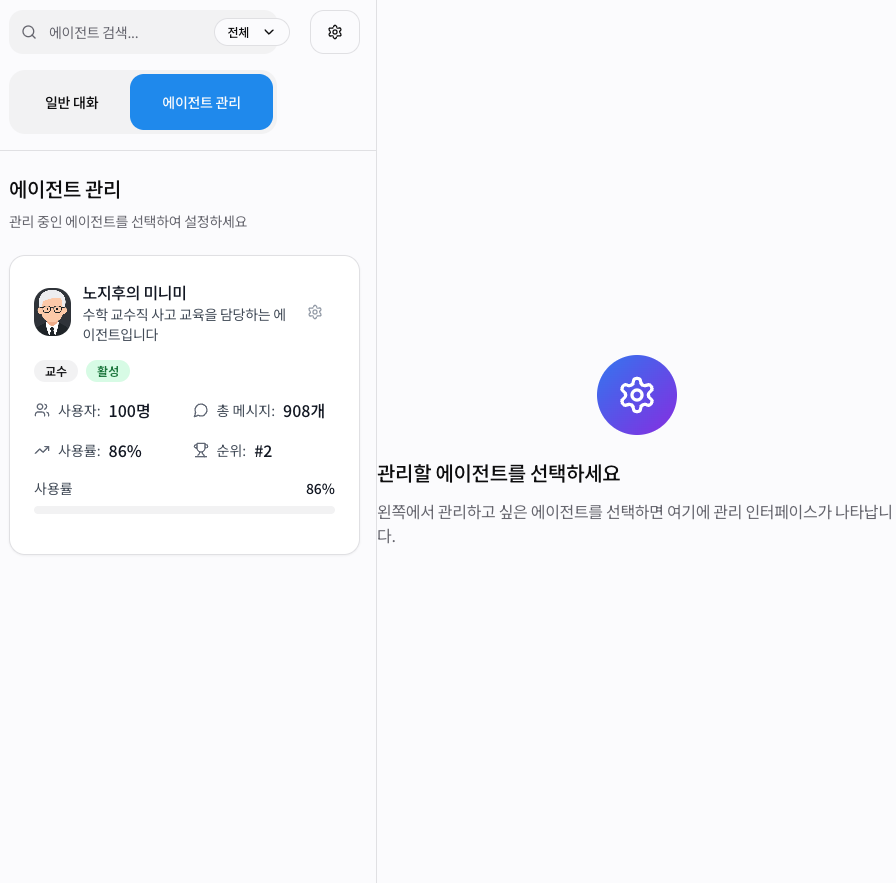 에이전트 검색...
전체
일반 대화
에이전트 관리
에이전트 관리
관리 중인 에이전트를 선택하여 설정하세요
노지후의 미니미
수학 교수직 사고 교육을 담당하는 에
이전트입니다
교수
활성
사용자: 100명
총 메시지: 908개
사용률: 86%
순위: #2
사용률
86%
관리할 에이전트를 선택하세요
왼쪽에서 관리하고 싶은 에이전트를 선택하면 여기에 관리 인터페이스가 나타납니
다.